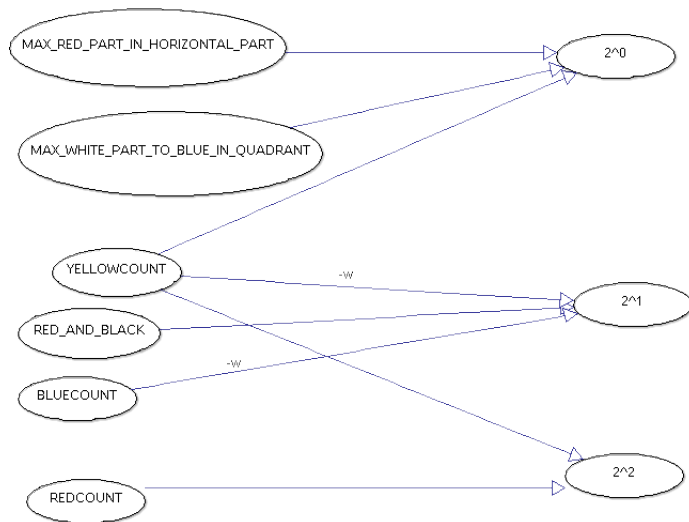 MAX_RED_PART_IN_HORIZONTAL_PART
2^0
MAX_WHITE_PART_TO_BLUE_IN_QUADRANT
YELLOWCOUNT
-w
2^1
RED_AND_BLACK
-w
BLUECOUNT
2^2
REDCOUNT